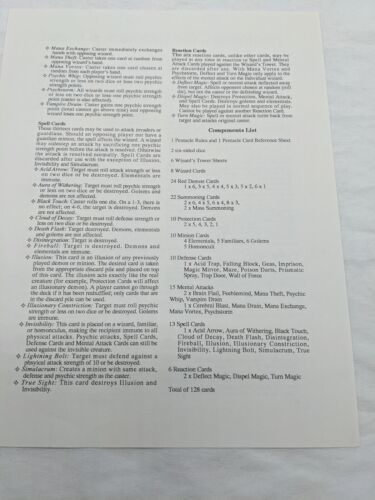 ❖ Mana Exchange: Caster immediately exchanges
hands with opposing wizard.
❖ Mana Theft: Caster takes one card at random from
opposing wizard's hand.
❖ Mana Vortex: Caster takes one card chosen at
random from each player's hand.
❖ Psychic Whip: Opposing wizard must roll psychic
strength or less on two dice or lose two psychic
strength points.
❖ Psychostorm: All wizards must roll psychic strength
or less on two dice or lose one psychic strength
point (caster is also affected).
❖ Vampire Drain: Caster gains one psychic strength
point (total cannot go above nine) and opposing
wizard loses one psychic strength point.
Spell Cards
These thirteen cards may be used to attack invaders or
guardians. Should an opposing player not have a
guardian minion, the spell affects the wizard. A wizard
may sidestep an attack by sacrificing one psychic
strength point before the attack is resolved. Otherwise
the attack is resolved normally. Spell Cards are
discarded after use with the exception of Illusion,
Invisibility and Simulacrum.
❖ Acid Arrow: Target must roll attack strength or less
on two dice or be destroyed. Elementals are
immune.
❖ Aura of Withering: Target must roll psychic strength
or less on two dice or be destroyed. Golems and
demons are not affected.
❖ Black Touch: Caster rolls one die. On a 1-3, there is
no effect; on 4-6, the target is destroyed. Demons
are not affected.
❖ Cloud of Decay: Target must roll defense strength or
less on two dice or be destroyed.
❖ Death Flash: Target destroyed. Demons, elementals
and golems are not affected.
❖ Disintegration: Target is destroyed.
❖ Fireball: Target is destroyed. Demons and
elementals are immune.
❖ Illusion: This card is an illusion of any previously
played demon or minion. The desired card is taken
from the appropriate discard pile and placed on top
of this card. The illusion acts exactly like the real
creature (for example, Protection Cards will affect
an illusionary demon). A player cannot go through
the deck if it has been reshuffled; only cards that are
in the discard pile can be used.
❖ Illusionary Constriction: Target must roll psychic
strength or less on two dice or be destroyed. Golems
are immune.
❖ Invisibility: This card is placed on a wizard, familiar,
or homonculus, making the recipient immune to all
physical attacks. Psychic attacks, Spell Cards,
Defense Cards and Mental Attack Cards can still be
used against the invisible creature.
❖ Lightning Bolt: Target must defend against a
physical attack strength of 10 or be destroyed.
❖ Simulacrum: Creates a minion with same attack,
defense and psychic strength as the caster.
❖ True Sight: This card destroys Illusion and
Invisibility.
Reaction Cards
The six reaction cards, unlike other cards, may be
played at any time in reaction to Spell and Mental
Attack Cards played against the Wizard's Tower. They
are discarded after use. With Mana Vortex and
Psychostorm, Deflect and Turn Magic only apply to the
effects of the mental attack on the individual wizard.
❖ Deflect Magic: Spell or mental attack deflected away
from target. Affects opponent chosen at random (roll
die), but not the caster or the defending wizard.
❖ Dispel Magic: Destroys Protection, Mental Attack,
and Spell Cards. Destroys golems and elementals.
May also be played in normal sequence of play.
Cannot be played on another Reaction Card.
❖ Turn Magic: Spell or mental attack turns back from
target and attacks original caster.
Components List
1 Pentacle Rules and 1 Pentacle Card Reference Sheet
2 six-sided dice
6 Wizard's Tower Sheets
8 Wizard Cards
24 Red Demon Cards
1 x 6, 3 x 5, 4 x 4, 5 x 3, 5 x 2, 6 x 1
22 Summoning Cards
2 x 6, 4 x 5, 6 x 4, 8 x 3,
2 x Mass Summoning
10 Protection Cards
2 x 5, 4, 3, 2, 1
10 Minion Cards
4 Elementals, 5 Familiars, 6 Golems
5 Homonculi
10 Defense Cards
1 x Acid Trap, Falling Block, Geas, Imprison,
Magic Mirror, Maze, Poison Darts, Prismatic
Spray, Trap Door, Wall of Force
15 Mental Attacks
2 x Brain Flail, Feeblemind, Mana Theft, Psychic
Whip, Vampire Drain
1 x Cerebral Blast, Mana Drain, Mana Exchange,
Mana Vortex, Psychstorm
13 Spell Cards
1 x Acid Arrow, Aura of Withering, Black Touch,
Cloud of Decay, Death Flash, Disintegration,
Fireball, Illusion, Illusionary Constriction,
Invisibility, Lightning Bolt, Simulacrum, True
Sight
6 Reaction Cards
2 x Deflect Magic, Dispel Magic, Turn Magic
Total of 128 cards